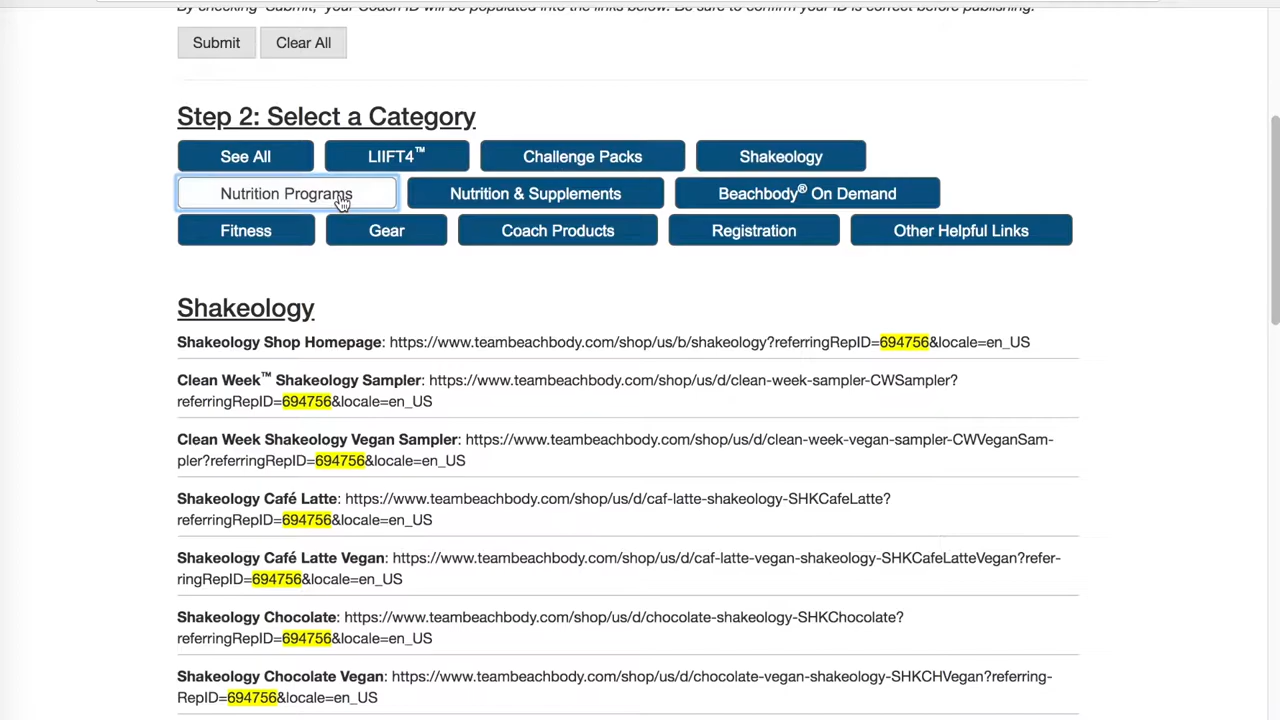 By checking "Submit," your Coach ID will be populated into the links below. Be sure to confirm your ID is correct before publishing.
Submit Clear All
Step 2: Select a Category
See All LIIFT4™ Challenge Packs Shakeology
Nutrition Programs Nutrition & Supplements Beachbody® On Demand
Fitness Gear Coach Products Registration Other Helpful Links
Shakeology
Shakeology Shop Homepage: https://www.teambeachbody.com/shop/us/b/shakeology?referringRepID=694756&locale=en_US
Clean Week™ Shakeology Sampler: https://www.teambeachbody.com/shop/us/d/clean-week-sampler-CWSampler?
referringRepID=694756&locale=en_US
Clean Week Shakeology Vegan Sampler: https://www.teambeachbody.com/shop/us/d/clean-week-vegan-sampler-CWVeganSam-
pler?referringRepID=694756&locale=en_US
Shakeology Café Latte: https://www.teambeachbody.com/shop/us/d/caf-latte-shakeology-SHKCafeLatte?
referringRepID=694756&locale=en_US
Shakeology Café Latte Vegan: https://www.teambeachbody.com/shop/us/d/caf-latte-vegan-shakeology-SHKCafeLatteVegan?refer-
ringRepID=694756&locale=en_US
Shakeology Chocolate: https://www.teambeachbody.com/shop/us/d/chocolate-shakeology-SHKChocolate?
referringRepID=694756&locale=en_US
Shakeology Chocolate Vegan: https://www.teambeachbody.com/shop/us/d/chocolate-vegan-shakeology-SHKCHVegan?referring-
RepID=694756&locale=en_US